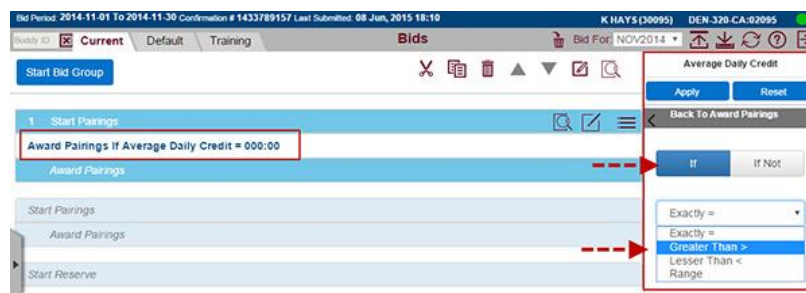 Bid Period: 2014-11-01 To 2014-11-30 Confirmation # 1433789157 Last Submitted: 08 Jun, 2015 18:10 K HAYS (30095) DEN-320-CA:02095
Buddy ID Current Default Training Bids Bid For: NOV2014
Start Bid Group
Average Daily Credit
Apply Reset
1 Start Pairings
Back To Award Pairings
Award Pairings If Average Daily Credit = 000:00
Award Pairings
If If Not
Start Pairings
Exactly =
Award Pairings
Exactly =
Greater Than >
Lesser Than <
Start Reserve
Range